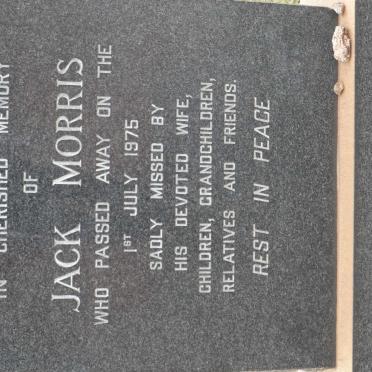 IN CHERISHED MEMORY
OF
JACK MORRIS
WHO PASSED AWAY ON THE
1ST JULY 1975
SADLY MISSED BY
HIS DEVOTED WIFE,
CHILDREN, GRANDCHILDREN,
RELATIVES AND FRIENDS.
REST IN PEACE